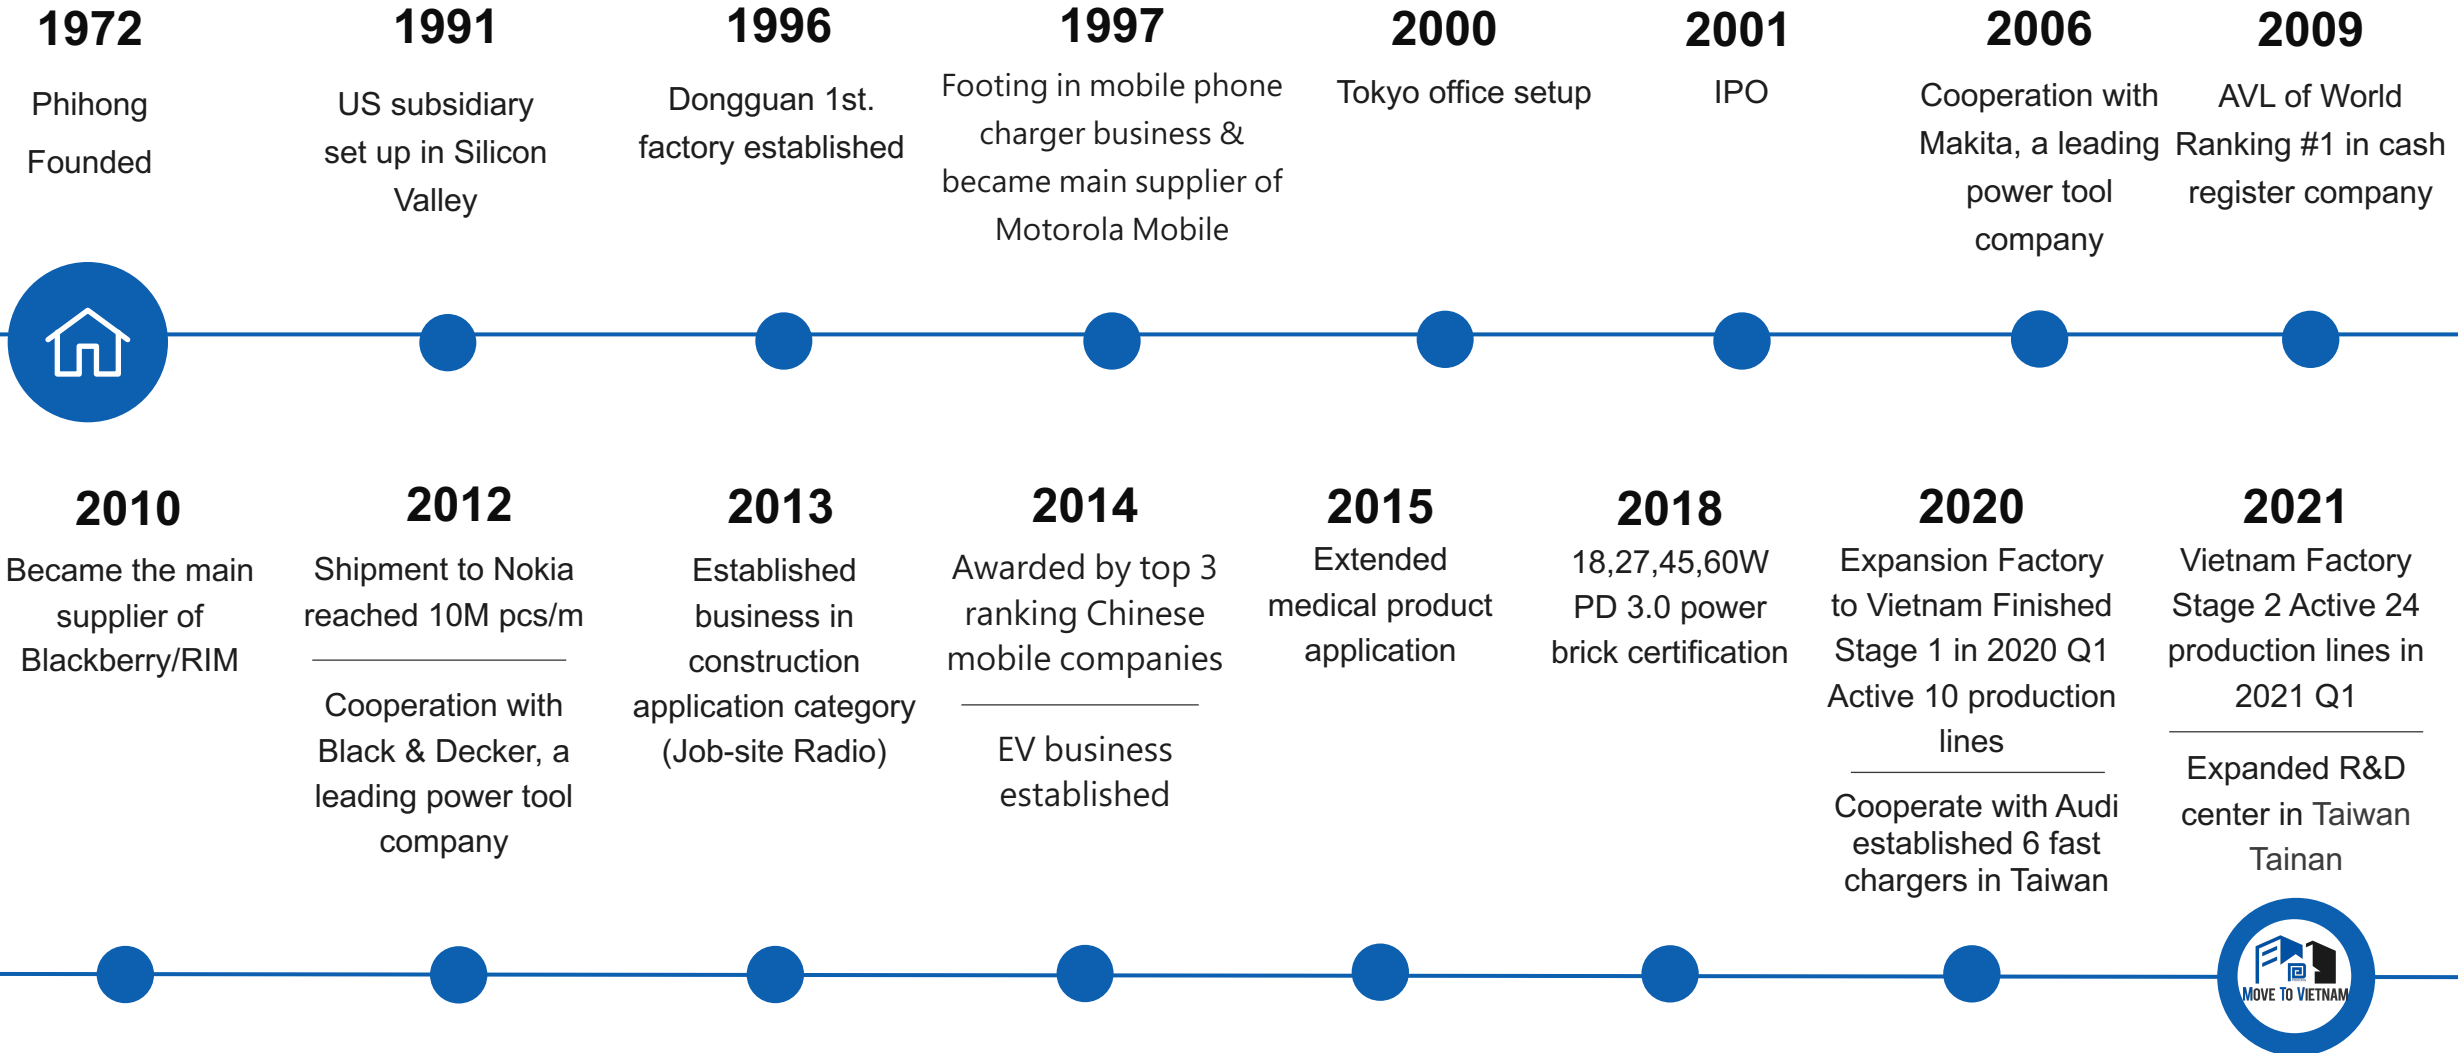 1972
Phihong
Founded
1991
US subsidiary
set up in Silicon
Valley
1996
Dongguan 1st.
factory established
1997
Footing in mobile phone
charger business &
became main supplier of
Motorola Mobile
2000
Tokyo office setup
2001
IPO
2006
Cooperation with
Makita, a leading
power tool
company
2009
AVL of World
Ranking #1 in cash
register company
2010
Became the main
supplier of
Blackberry/RIM
2012
Shipment to Nokia
reached 10M pcs/m
Cooperation with
Black & Decker, a
leading power tool
company
2013
Established
business in
construction
application category
(Job-site Radio)
2014
Awarded by top 3
ranking Chinese
mobile companies
EV business
established
2015
Extended
medical product
application
2018
18,27,45,60W
PD 3.0 power
brick certification
2020
Expansion Factory
to Vietnam Finished
Stage 1 in 2020 Q1
Active 10 production
lines
Cooperate with Audi
established 6 fast
chargers in Taiwan
2021
Vietnam Factory
Stage 2 Active 24
production lines in
2021 Q1
Expanded R&D
center in Taiwan
Tainan
MOVE TO VIETNAM